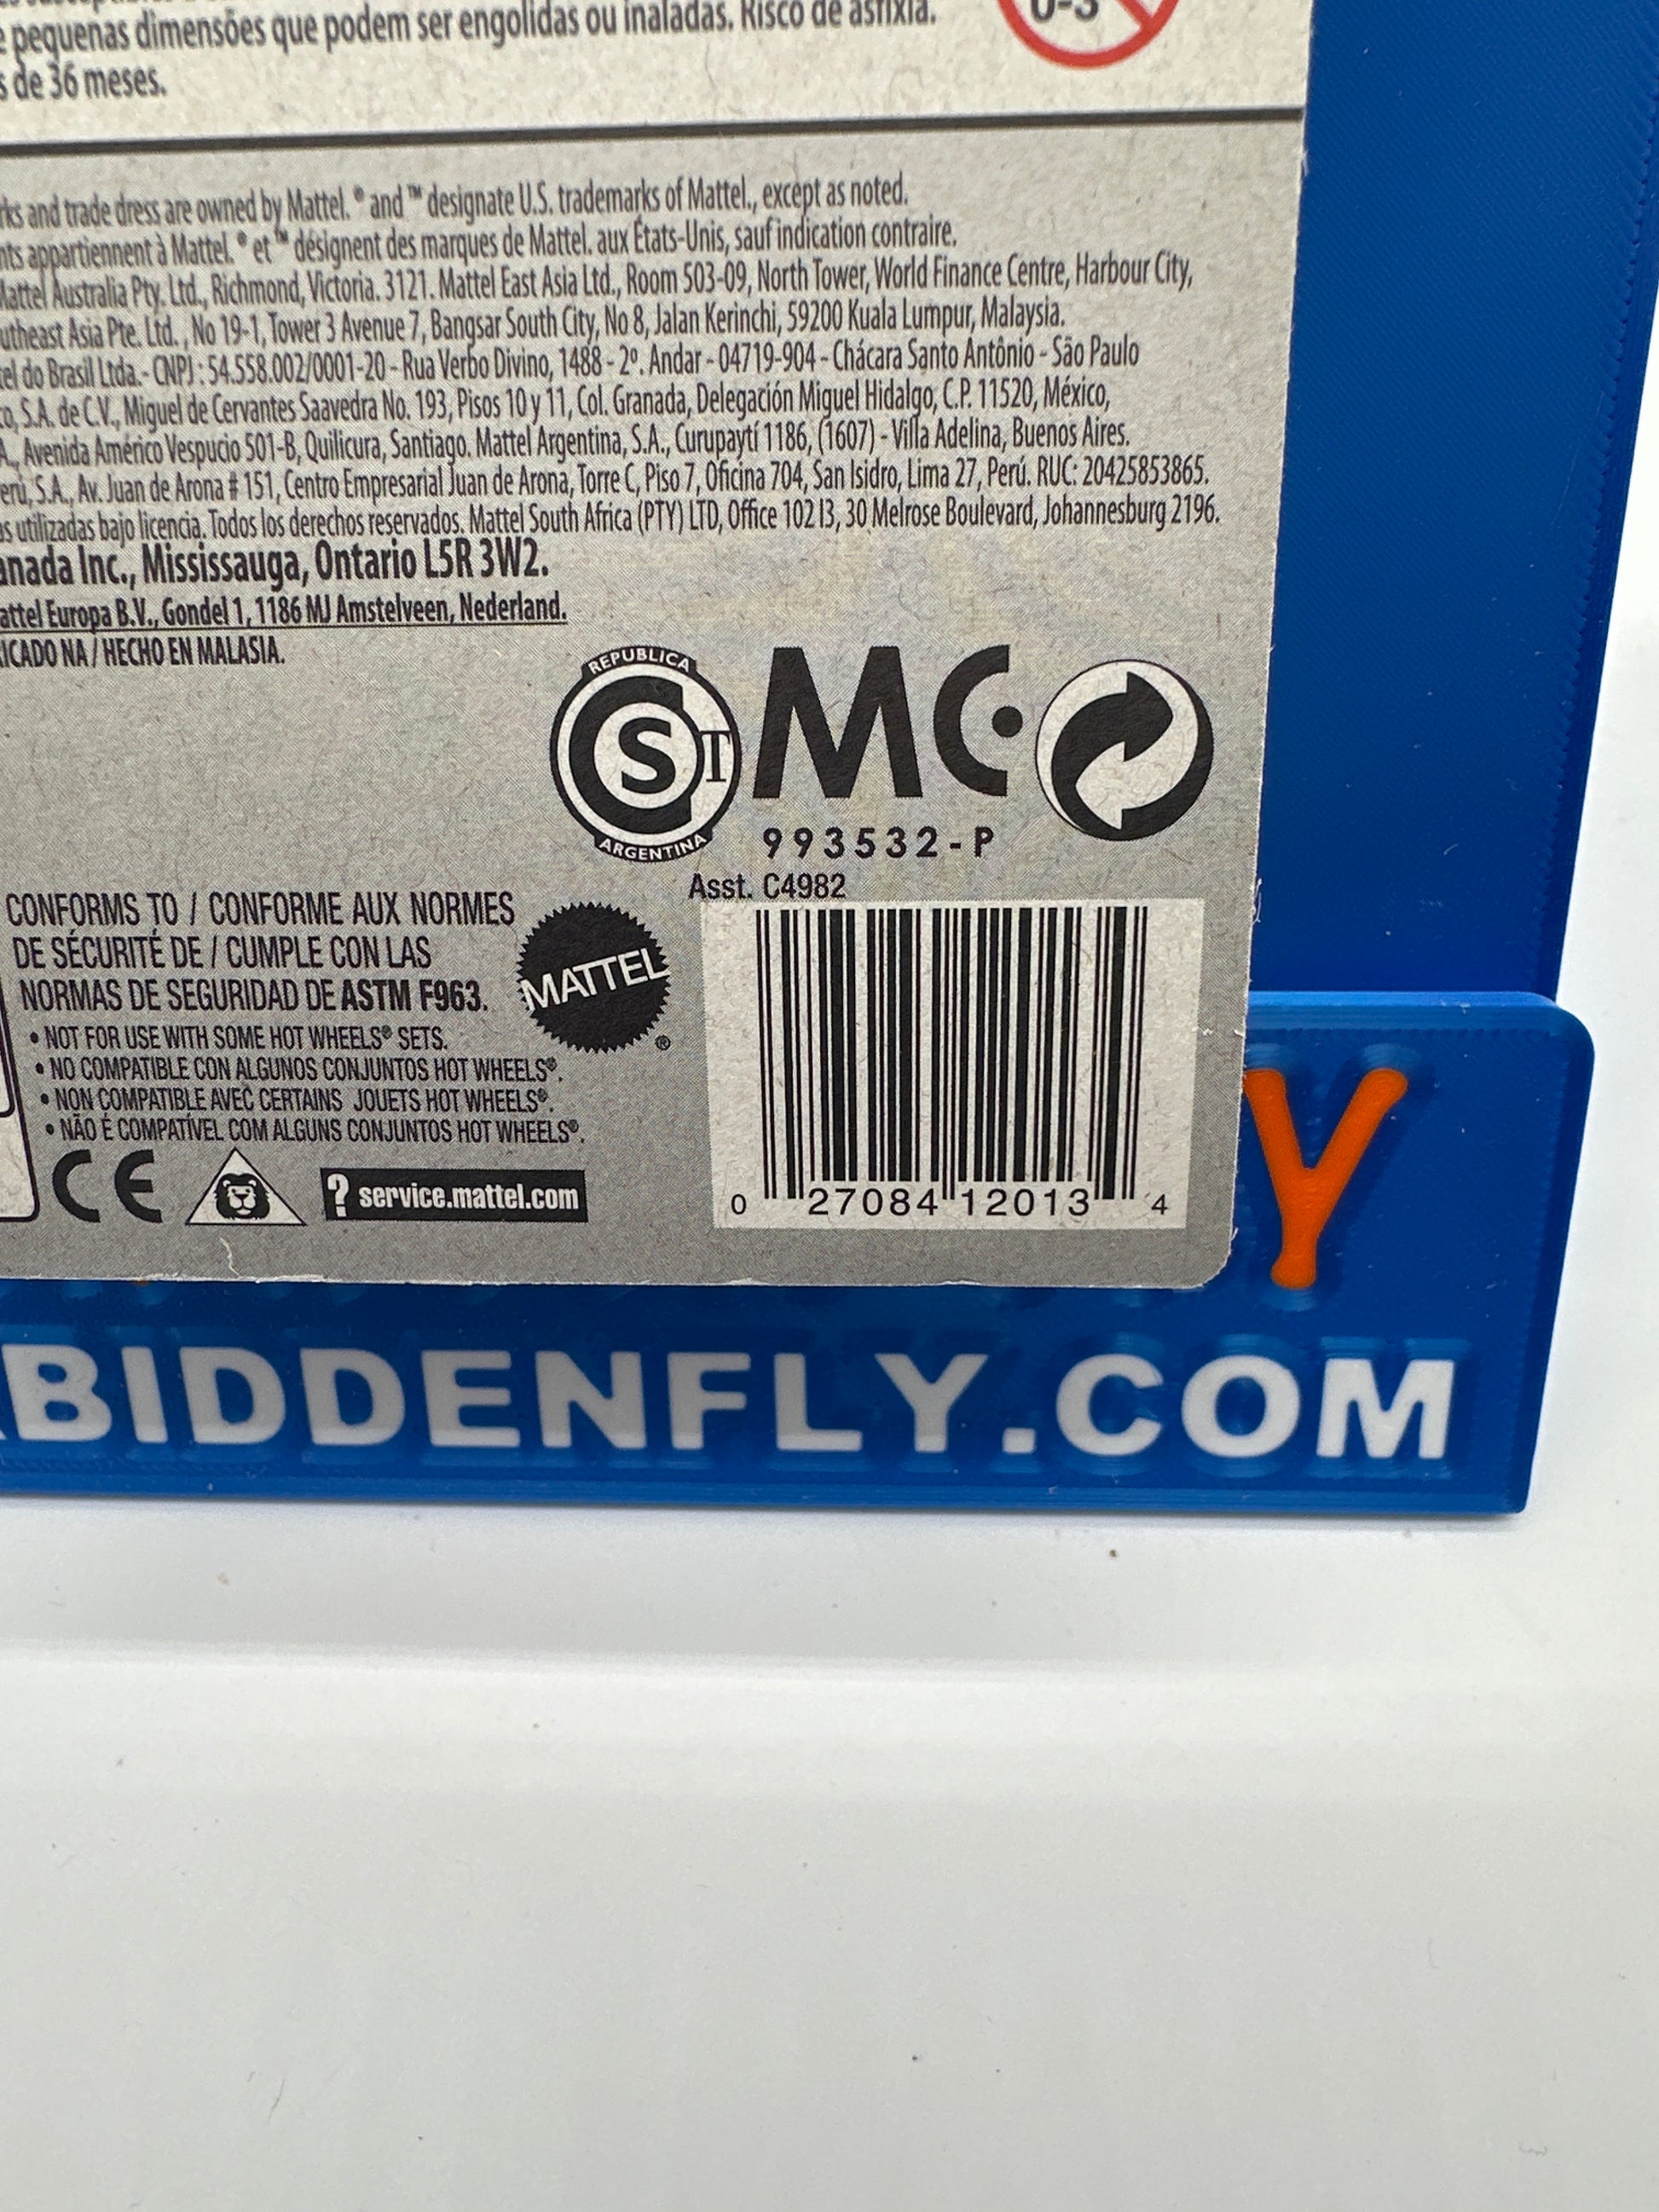 e pequenas dimensões que podem ser engolidas ou inaladas. Risco de asfixia.
0-3
s de 36 meses.
rks and trade dress are owned by Mattel. ® and ™ designate U.S. trademarks of Mattel., except as noted.
nts appartiennent à Mattel. ® et ™ désignent des marques de Mattel. aux États-Unis, sauf indication contraire.
Mattel Australia Pty. Ltd., Richmond, Victoria. 3121. Mattel East Asia Ltd., Room 503-09, North Tower, World Finance Centre, Harbour City,
utheast Asia Pte. Ltd. , No 19-1, Tower 3 Avenue 7, Bangsar South City, No 8, Jalan Kerinchi, 59200 Kuala Lumpur, Malaysia.
tel do Brasil Ltda.- CNPJ : 54.558.002/0001-20 - Rua Verbo Divino, 1488 - 2º. Andar - 04719-904 - Chácara Santo Antônio - São Paulo
co, S.A. de C.V., Miguel de Cervantes Saavedra No. 193, Pisos 10 y 11, Col. Granada, Delegación Miguel Hidalgo, C.P. 11520, México,
A., Avenida Américo Vespucio 501-B, Quilicura, Santiago. Mattel Argentina, S.A., Curupaytí 1186, (1607) - Villa Adelina, Buenos Aires.
erú, S.A., Av. Juan de Arona # 151, Centro Empresarial Juan de Arona, Torre C, Piso 7, Oficina 704, San Isidro, Lima 27, Perú. RUC: 20425853865.
as utilizadas bajo licencia. Todos los derechos reservados. Mattel South Africa (PTY) LTD, Office 102 I3, 30 Melrose Boulevard, Johannesburg 2196.
anada Inc., Mississauga, Ontario L5R 3W2.
attel Europa B.V., Gondel 1, 1186 MJ Amstelveen, Nederland.
RICADO NA / HECHO EN MALASIA.
REPUBLICA
C S T
ARGENTINA
MC
993532-P
Asst. C4982
CONFORMS TO / CONFORME AUX NORMES
DE SÉCURITÉ DE / CUMPLE CON LAS
NORMAS DE SEGURIDAD DE ASTM F963.
MATTEL®
• NOT FOR USE WITH SOME HOT WHEELS® SETS.
• NO COMPATIBLE CON ALGUNOS CONJUNTOS HOT WHEELS®.
• NON COMPATIBLE AVEC CERTAINS JOUETS HOT WHEELS®.
• NÃO É COMPATÍVEL COM ALGUNS CONJUNTOS HOT WHEELS®.
CE
? service.mattel.com
0 27084 12013 4
Y
BIDDENFLY.COM